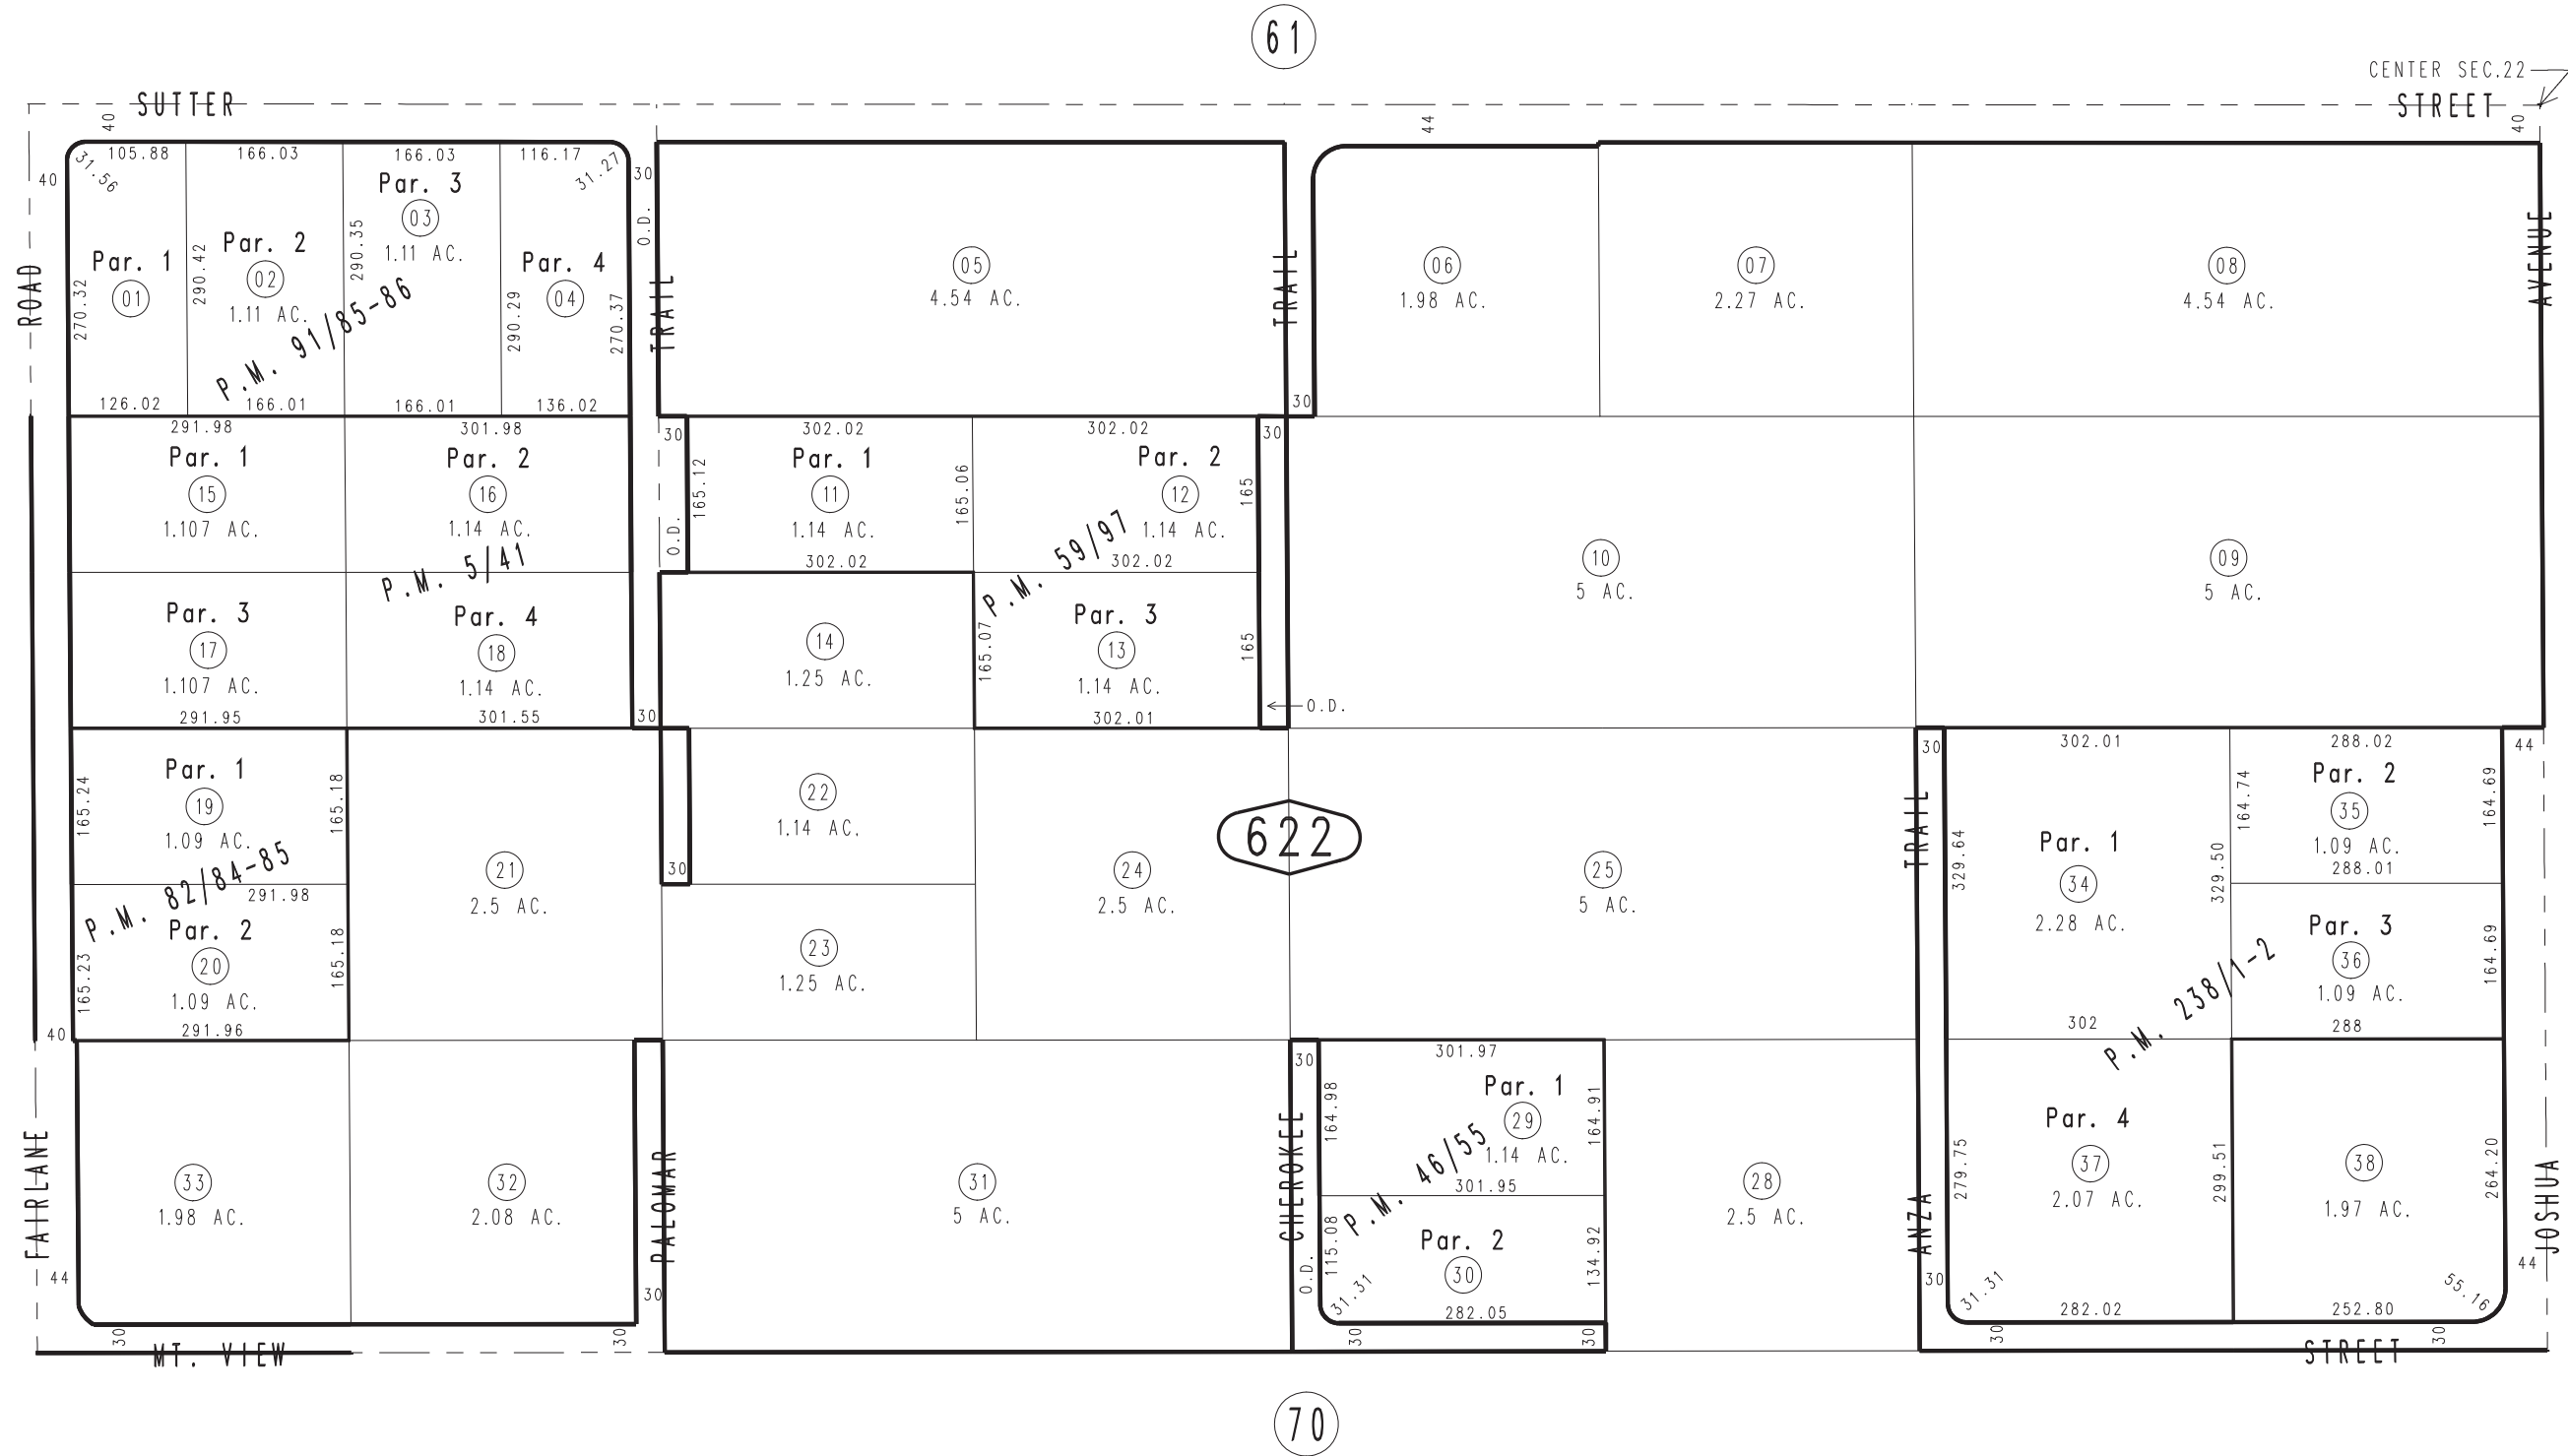 61
CENTER SEC.22
SUTTER STREET
40 44 40
105.88 166.03 166.03 116.17
31.56 31.27
40 30
Par. 3
03
1.11 AC.
Par. 2
02
1.11 AC.
Par. 1
01
Par. 4
04
270.32 290.42 290.35 290.29 270.37
P.M. 91/85-86
126.02 166.01 166.01 136.02
ROAD
O.D.
TRAIL
05
4.54 AC.
TRAIL
30
06
1.98 AC.
07
2.27 AC.
08
4.54 AC.
AVENUE
291.98 301.98
Par. 1
15
1.107 AC.
Par. 2
16
1.14 AC.
P.M. 5/41
Par. 3
17
1.107 AC.
Par. 4
18
1.14 AC.
291.95 301.55
30
30
O.D.
302.02 302.02
30
165.12
Par. 1
11
1.14 AC.
302.02
165.06
Par. 2
12
1.14 AC.
302.02
165
P.M. 59/97
14
1.25 AC.
165.07
Par. 3
13
1.14 AC.
302.01
165
O.D.
10
5 AC.
09
5 AC.
165.24
Par. 1
19
1.09 AC.
165.18
P.M. 82/84-85
291.98
165.23
Par. 2
20
1.09 AC.
165.18
291.96
40
21
2.5 AC.
30
22
1.14 AC.
23
1.25 AC.
24
2.5 AC.
622
25
5 AC.
30
TRAIL
302.01 288.02
44
329.64
Par. 1
34
2.28 AC.
329.50
302
164.74
Par. 2
35
1.09 AC.
288.01
164.69
Par. 3
36
1.09 AC.
288
164.69
P.M. 238/1-2
FAIRLANE
44
33
1.98 AC.
32
2.08 AC.
PALOMAR
30
31
5 AC.
CHEROKEE
30
O.D.
301.97
164.98
Par. 1
29
1.14 AC.
164.91
P.M. 46/55
301.95
115.08
Par. 2
30
134.92
31.31
282.05
28
2.5 AC.
ANZA
30
279.75
Par. 4
37
2.07 AC.
299.51
31.31
282.02
38
1.97 AC.
264.20
55.16
252.80
JOSHUA
44
30 30 30 30 30 30
MT. VIEW STREET
70